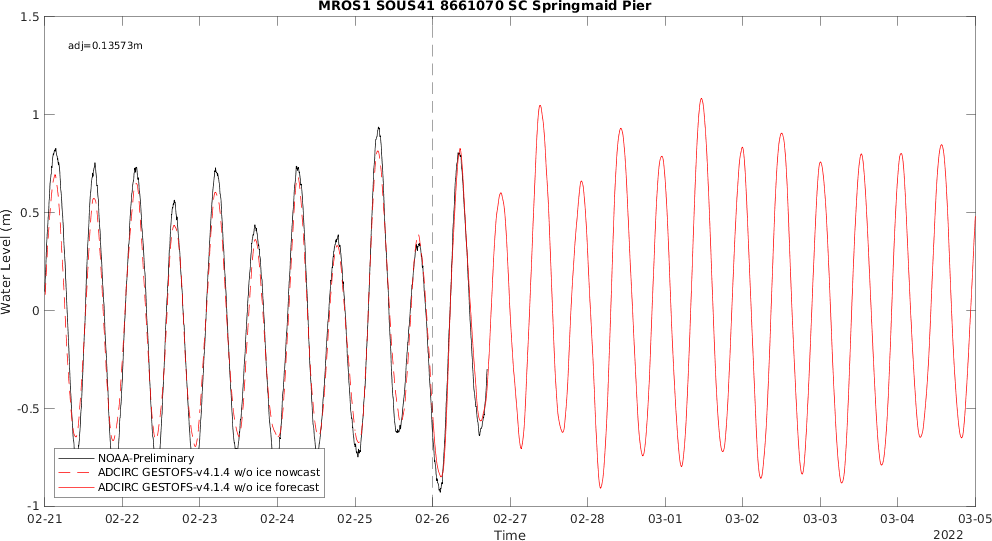 MROS1 SOUS41 8661070 SC Springmaid Pier
adj=0.13573m
Water Level (m)
1.5
1
0.5
0
-0.5
-1
NOAA-Preliminary
ADCIRC GESTOFS-v4.1.4 w/o ice nowcast
ADCIRC GESTOFS-v4.1.4 w/o ice forecast
02-21 02-22 02-23 02-24 02-25 02-26 02-27 02-28 03-01 03-02 03-03 03-04 03-05
Time
2022